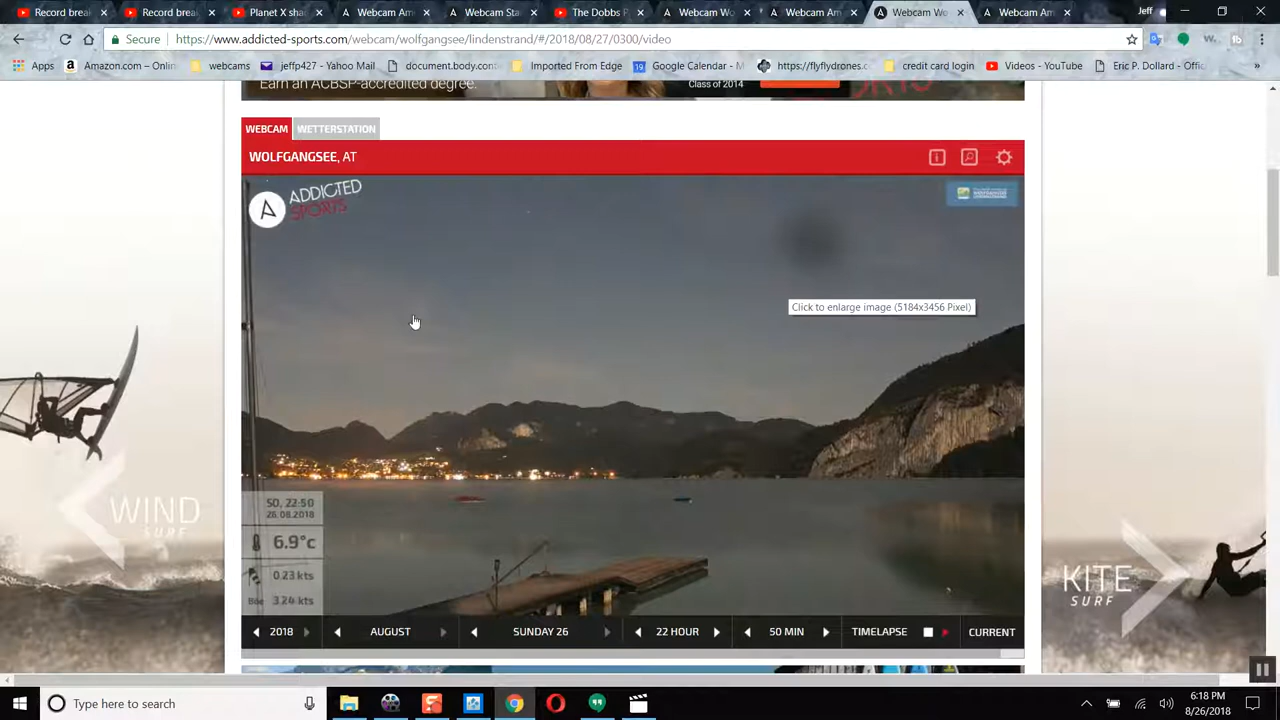 Record break
Record break
Planet X sha
Webcam Am
Webcam Sta
The Dobbs P
Webcam Wo
Webcam Am
Webcam Wo
Webcam Am
Jeff
Secure
https://www.addicted-sports.com/webcam/wolfgangsee/lindenstrand/#/2018/08/27/0300/video
Apps
Amazon.com – Onlin
webcams
jeffp427 - Yahoo Mail
document.body.cont
Imported From Edge
Google Calendar - M
https://flyflydrones.c
credit card login
Videos - YouTube
Eric P. Dollard - Offic
Earn an ACBSP-accredited degree.
Class of 2014
WEBCAM
WETTERSTATION
WOLFGANGSEE, AT
ADDICTED
SPORTS
Click to enlarge image (5184x3456 Pixel)
SO, 22:50
26.08.2018
6.9°c
0.23 kts
Böe 3.24 kts
WIND
SURF
KITE
SURF
2018
AUGUST
SUNDAY 26
22 HOUR
50 MIN
TIMELAPSE
CURRENT
Type here to search
6:18 PM
8/26/2018